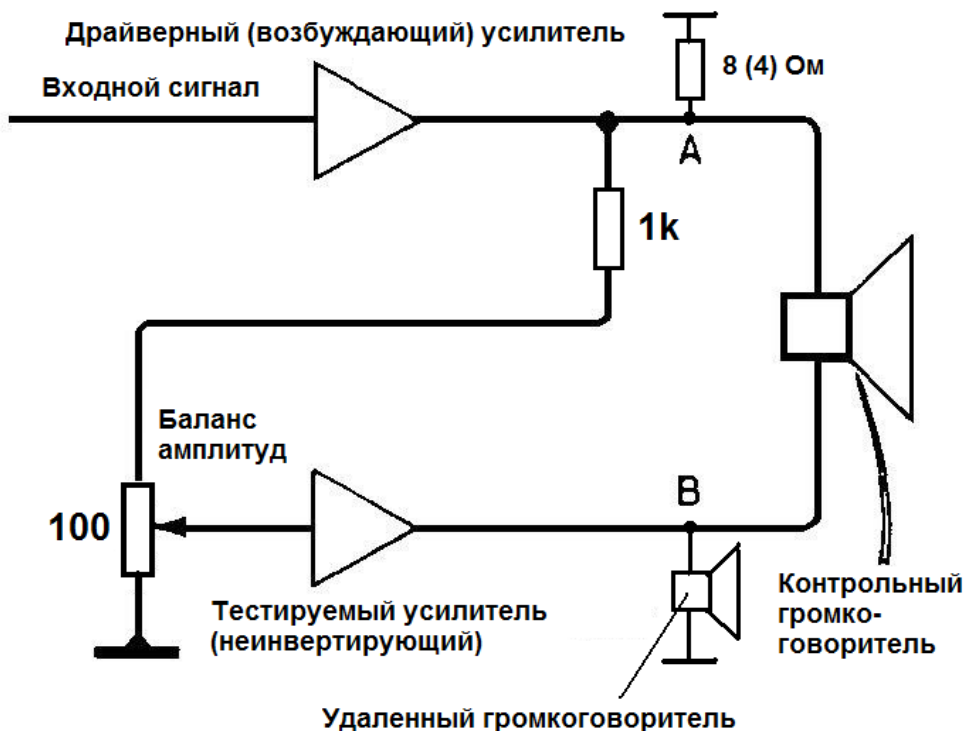 Драйверный (возбуждающий) усилитель
Входной сигнал
8 (4) Ом
A
1k
Баланс
амплитуд
100
B
Тестируемый усилитель
(неинвертирующий)
Контрольный
громко-
говоритель
Удаленный громкоговоритель